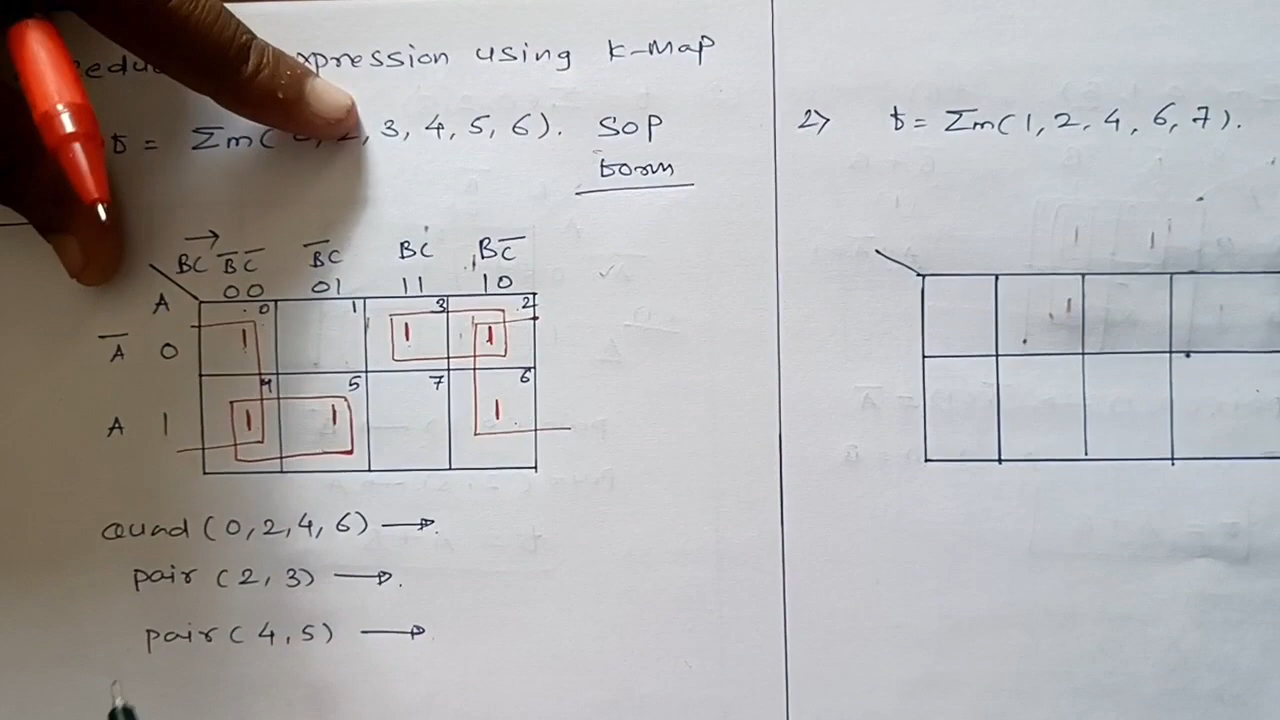 expression using K-Map
f = Σm( 0, 2, 3, 4, 5, 6). SOP
form
BC B̅C̅ B̅C BC BC̅
A 00 01 11 10
0 1 3 2
A̅ 0 1 1 1
4 5 7 6
A 1 1 1 1
Quad (0, 2, 4, 6) →.
pair (2, 3) →.
pair (4, 5) →
2) f = Σm(1, 2, 4, 6, 7).